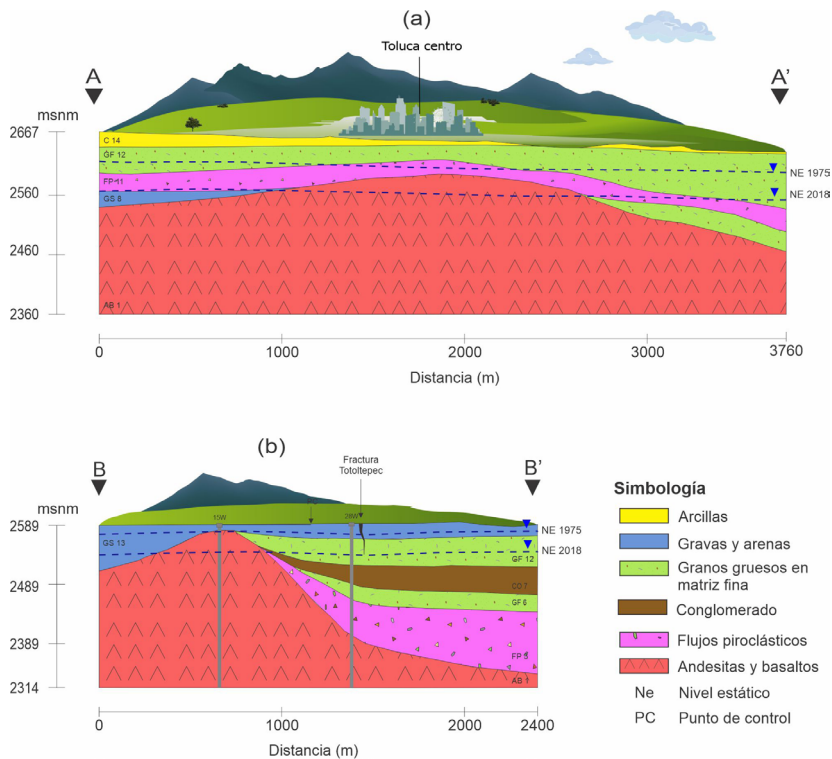 (a)
Toluca centro
A
A'
msnm
2667
2560
2460
2360
C 14
GF 12
FP 11
GS 8
AB 1
NE 1975
NE 2018
0
1000
2000
3000
3760
Distancia (m)
(b)
Fractura
Totoltepec
B
B'
msnm
2589
2489
2389
2314
15W
38W
GS 13
NE 1975
NE 2018
GF 12
CO 7
GF 6
FP 5
AB 1
0
1000
2000
2400
Distancia (m)
Simbología
Arcillas
Gravas y arenas
Granos gruesos en
matriz fina
Conglomerado
Flujos piroclásticos
Andesitas y basaltos
Ne Nivel estático
PC Punto de control